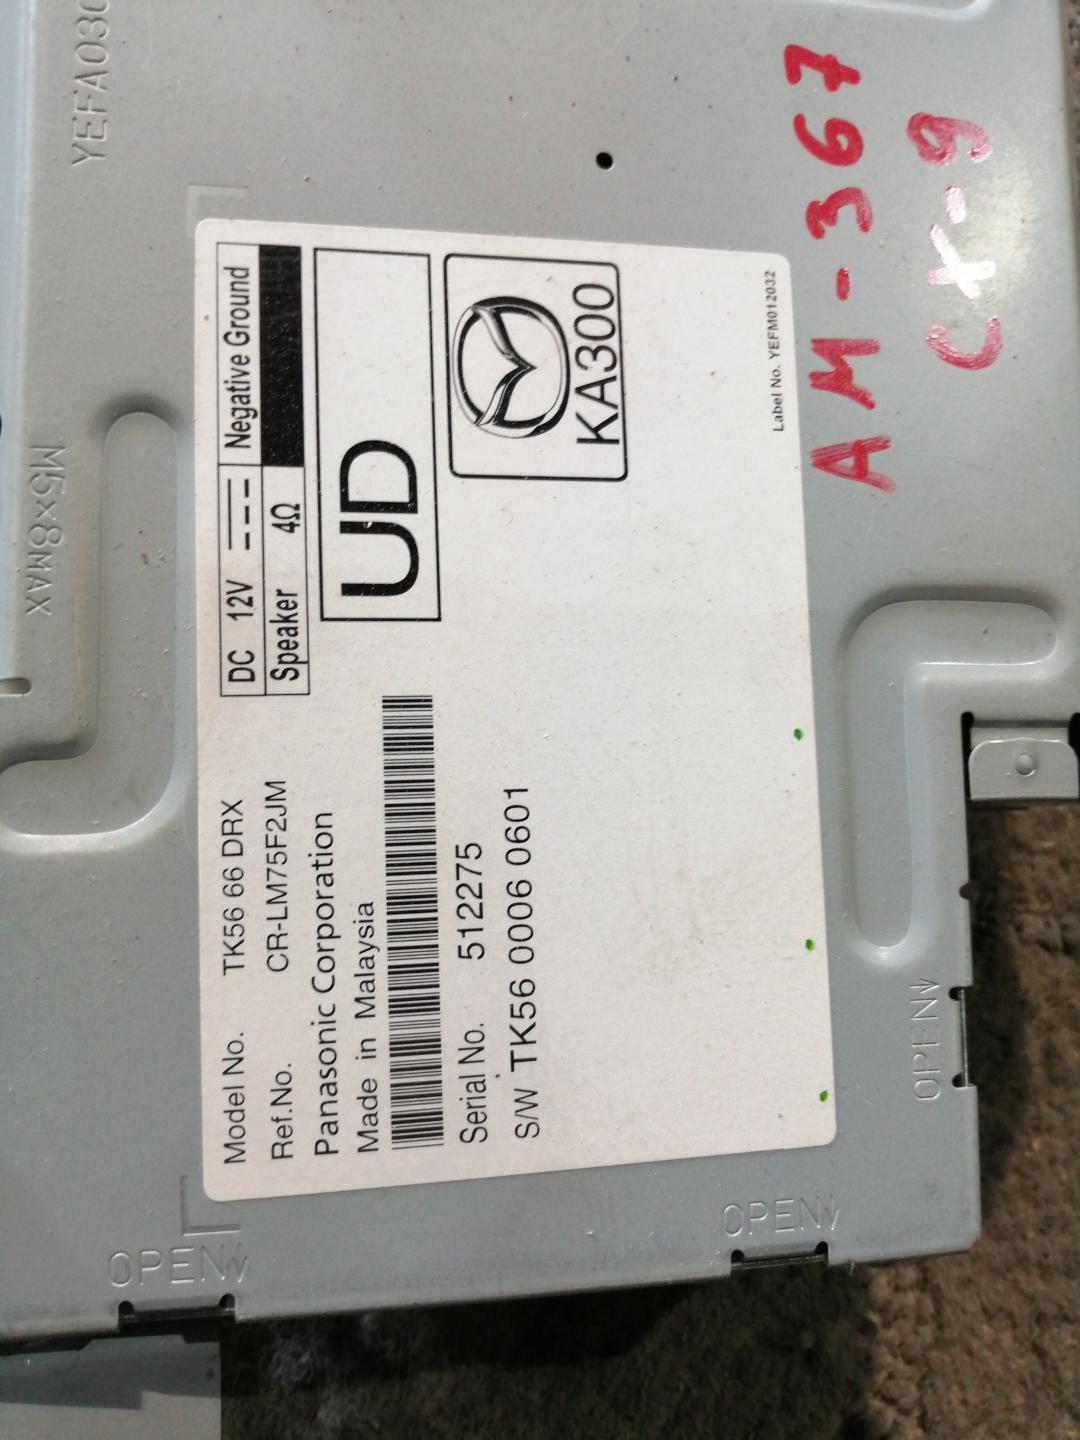 YEFA030
M5×8MAX
Model No. TK56 66 DRX
Ref.No. CR-LM75F2JM
Panasonic Corporation
Made in Malaysia
DC 12V Negative Ground
Speaker 4Ω
UD
KA300
Serial No. 512275
S/W TK56 0006 0601
Label No. YEFM012032
AM-367
CX-9
OPEN
OPEN
OPEN